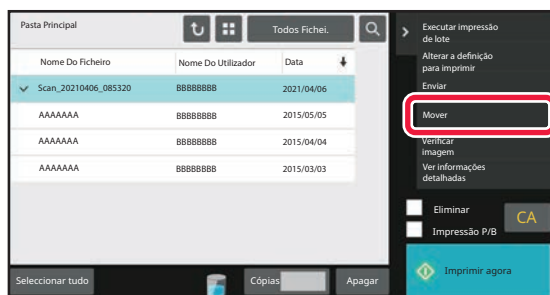 Pasta Principal
Todos Fichei.
Nome Do Ficheiro Nome Do Utilizador Data
Scan_20210406_085320 BBBBBBBB 2021/04/06
AAAAAAA BBBBBBBB 2015/05/05
AAAAAAA BBBBBBBB 2015/04/04
AAAAAAA BBBBBBBB 2015/03/03
Seleccionar tudo
Cópias
Apagar
Executar impressão
de lote
Alterar a definição
para imprimir
Enviar
Mover
Verificar
imagem
Ver informações
detalhadas
Eliminar
Impressão P/B
CA
Imprimir agora